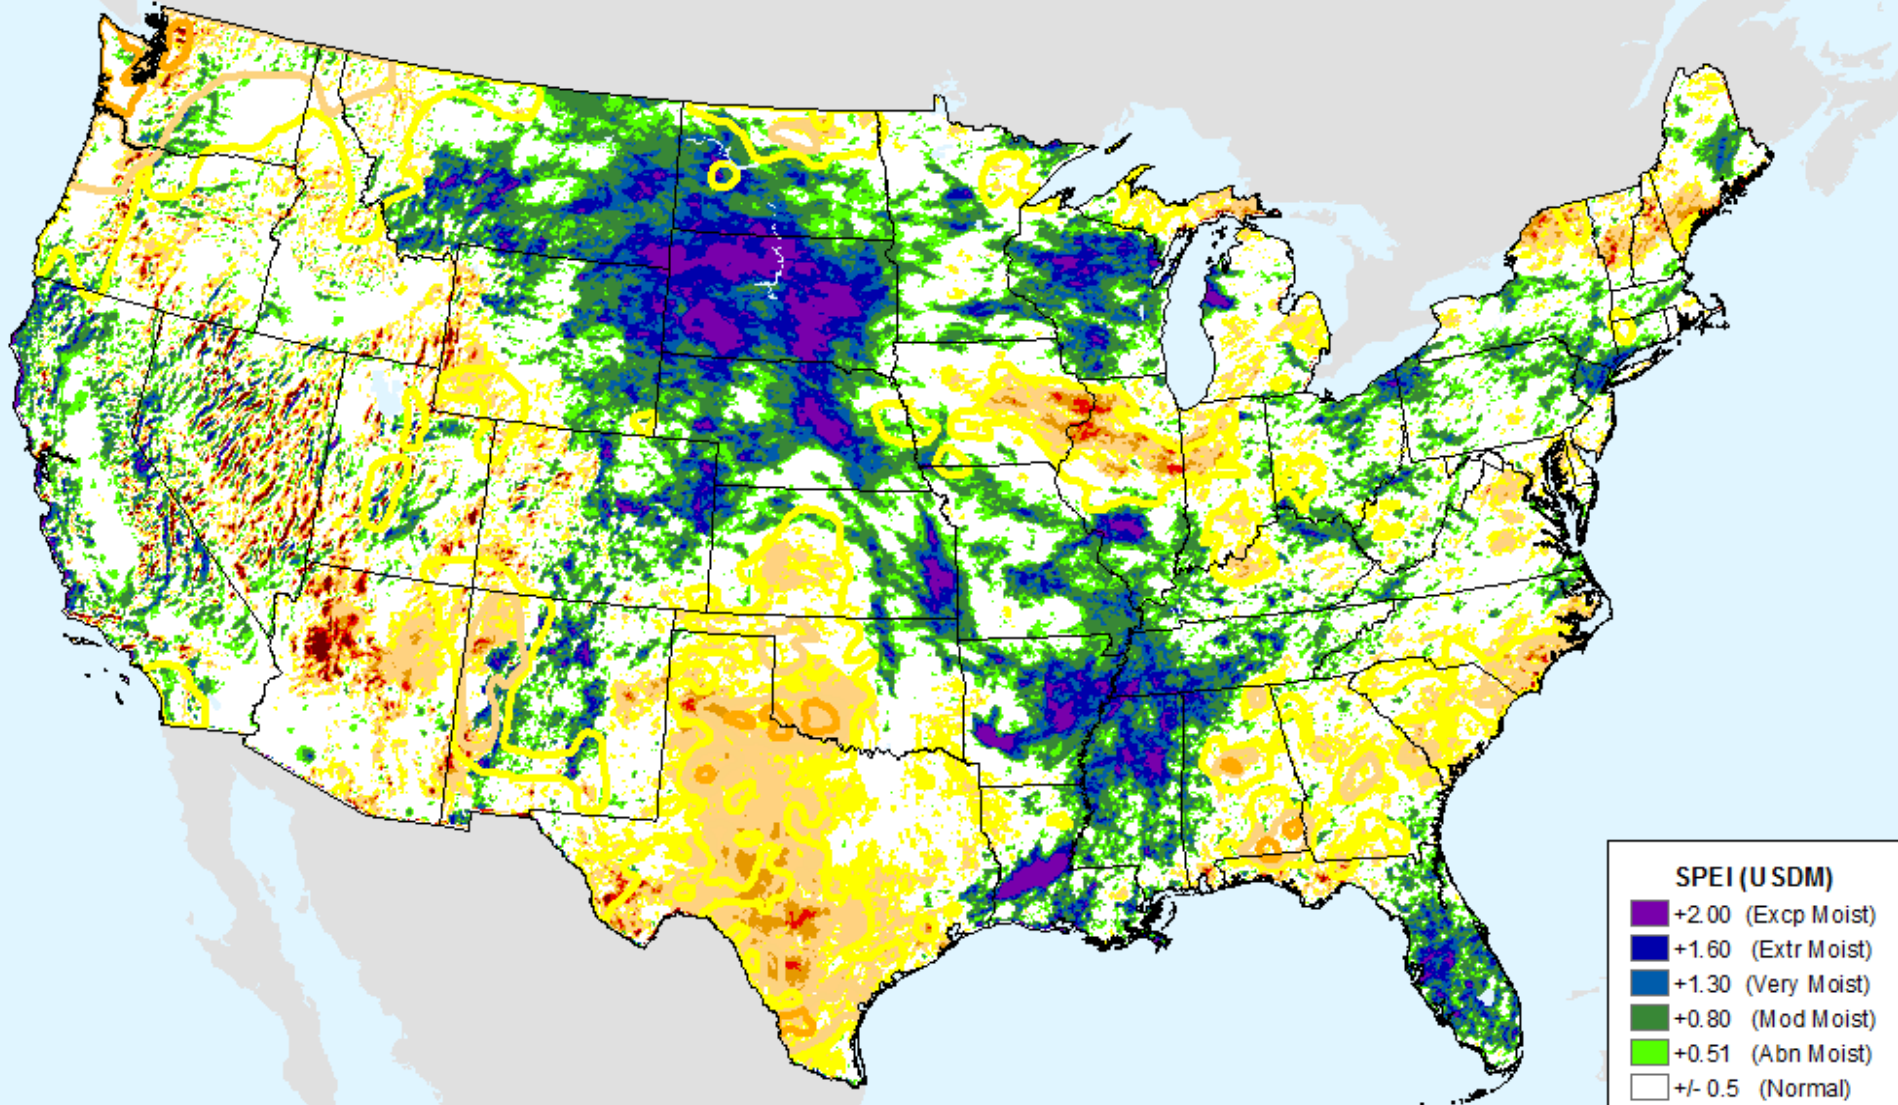 SPEI (USDM)
+2.00 (Excp Moist)
+1.60 (Extr Moist)
+1.30 (Very Moist)
+0.80 (Mod Moist)
+0.51 (Abn Moist)
+/- 0.5 (Normal)